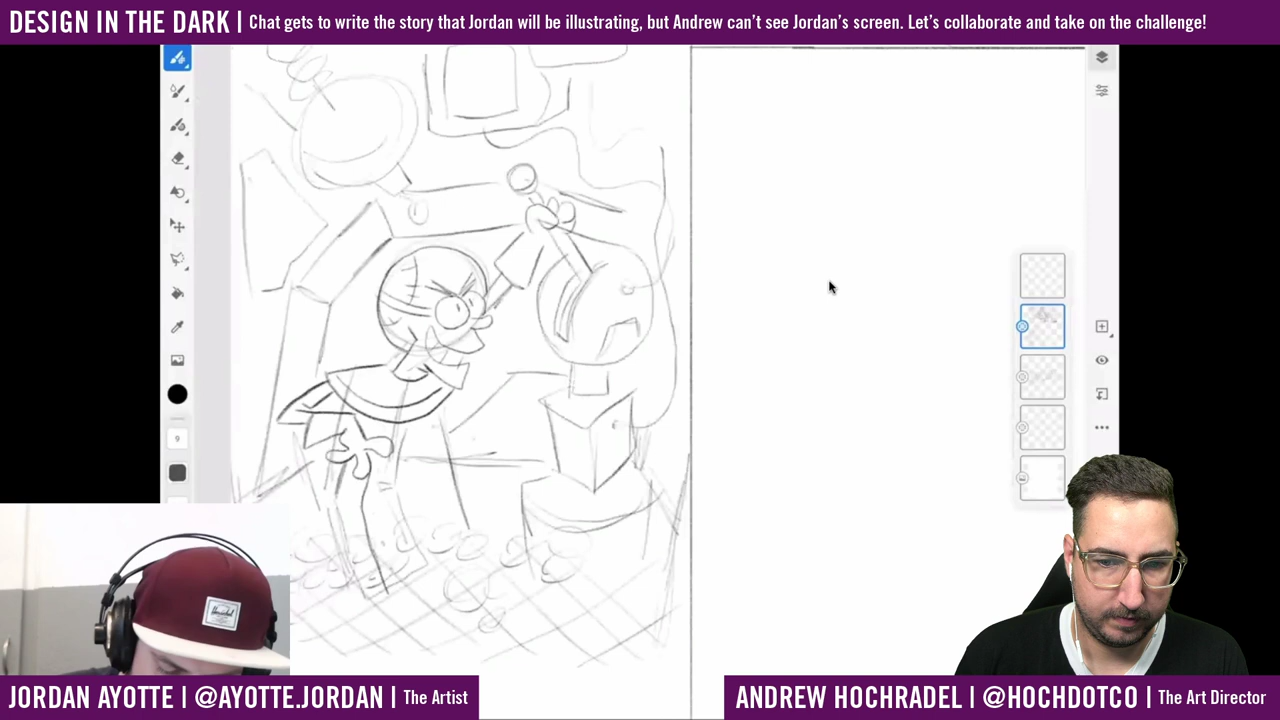 DESIGN IN THE DARK | Chat gets to write the story that Jordan will be illustrating, but Andrew can't see Jordan's screen. Let's collaborate and take on the challenge!
9
JORDAN AYOTTE | @AYOTTE.JORDAN | The Artist
ANDREW HOCHRADEL | @HOCHDOTCO | The Art Director